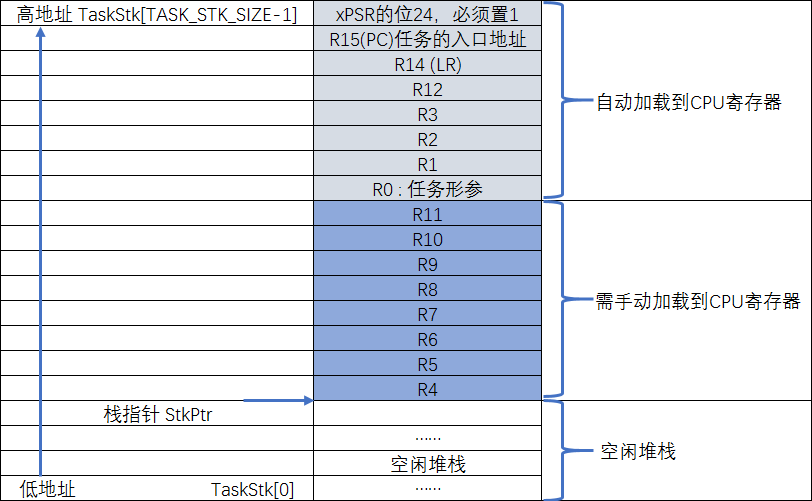 高地址 TaskStk[TASK_STK_SIZE-1]
xPSR的位24，必须置1
R15(PC)任务的入口地址
R14 (LR)
R12
R3
R2
R1
R0 : 任务形参
自动加载到CPU寄存器
R11
R10
R9
R8
R7
R6
R5
R4
需手动加载到CPU寄存器
栈指针 StkPtr
……
空闲堆栈
空闲堆栈
低地址 TaskStk[0]
……